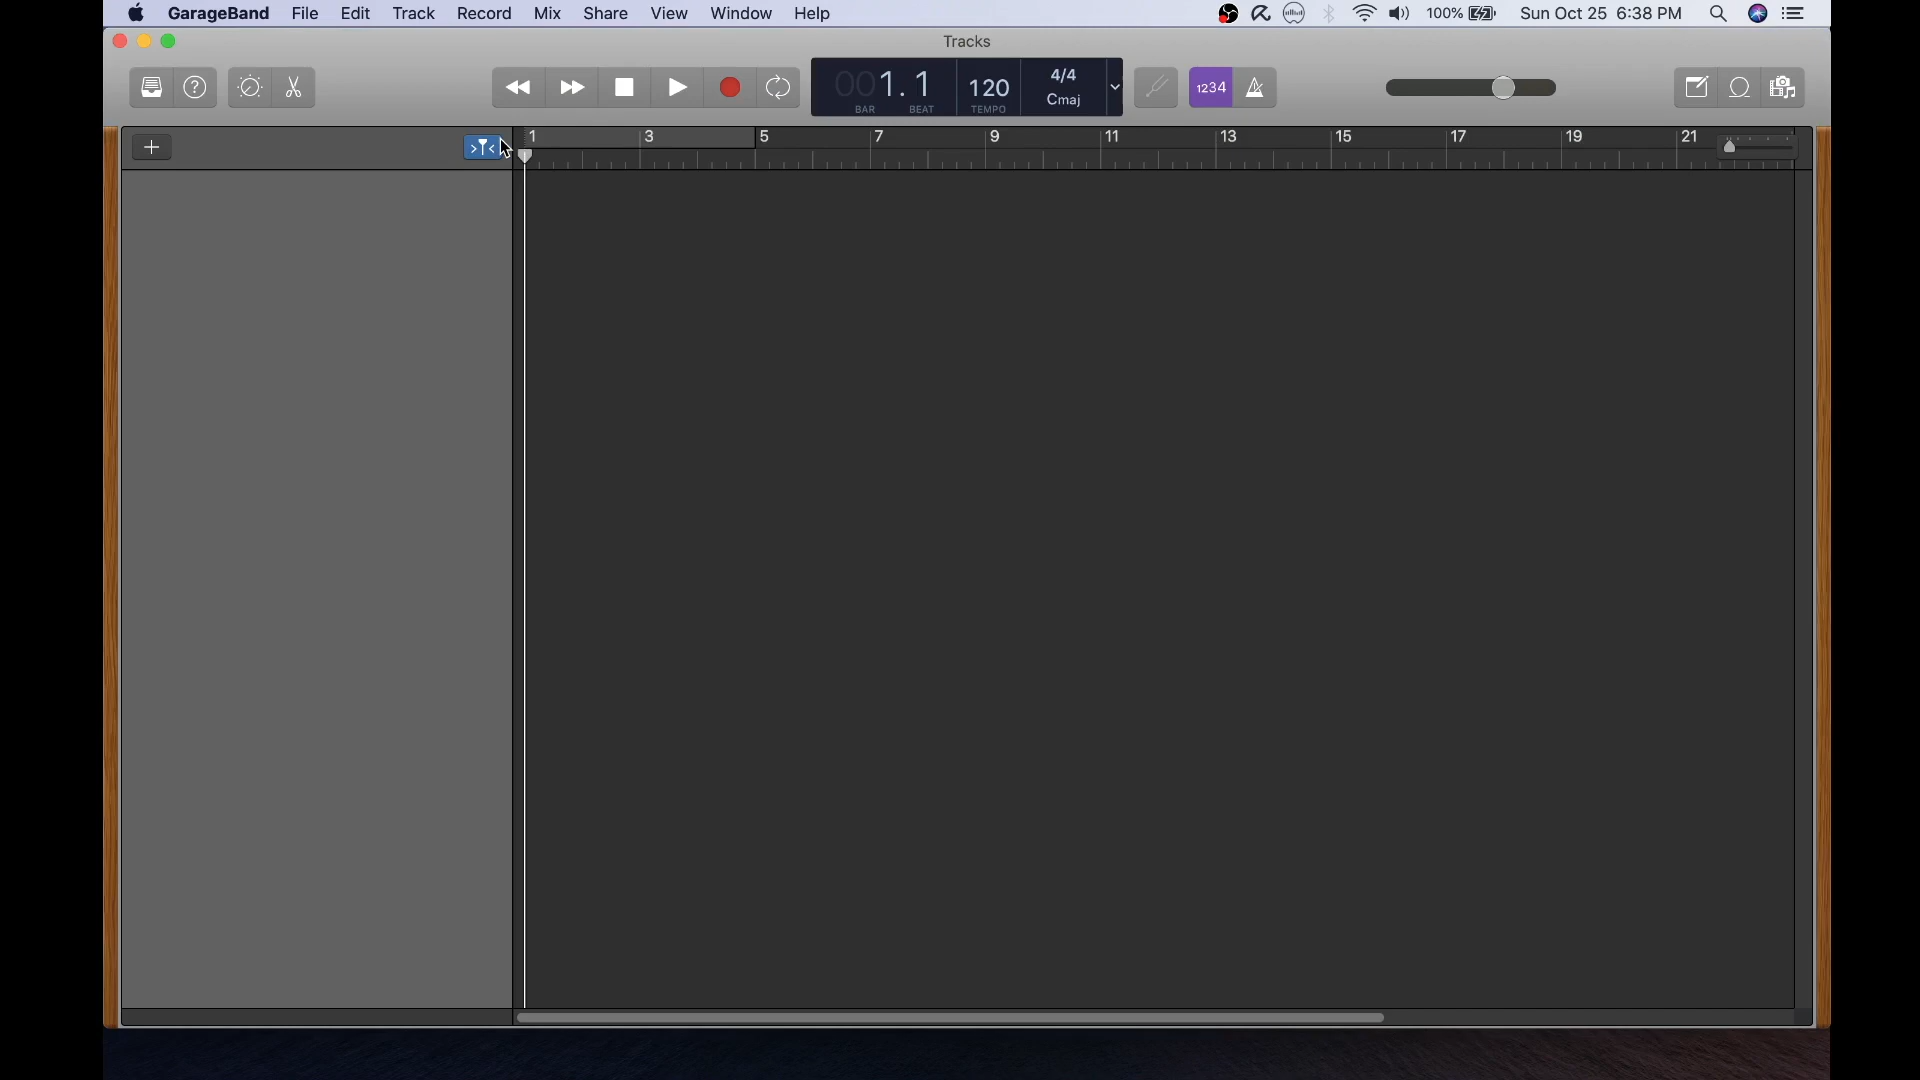 GarageBand File Edit Track Record Mix Share View Window Help 100% Sun Oct 25 6:38 PM
Tracks
001. 1 120 4/4 Cmaj 1234
BAR BEAT TEMPO
1 3 5 7 9 11 13 15 17 19 21